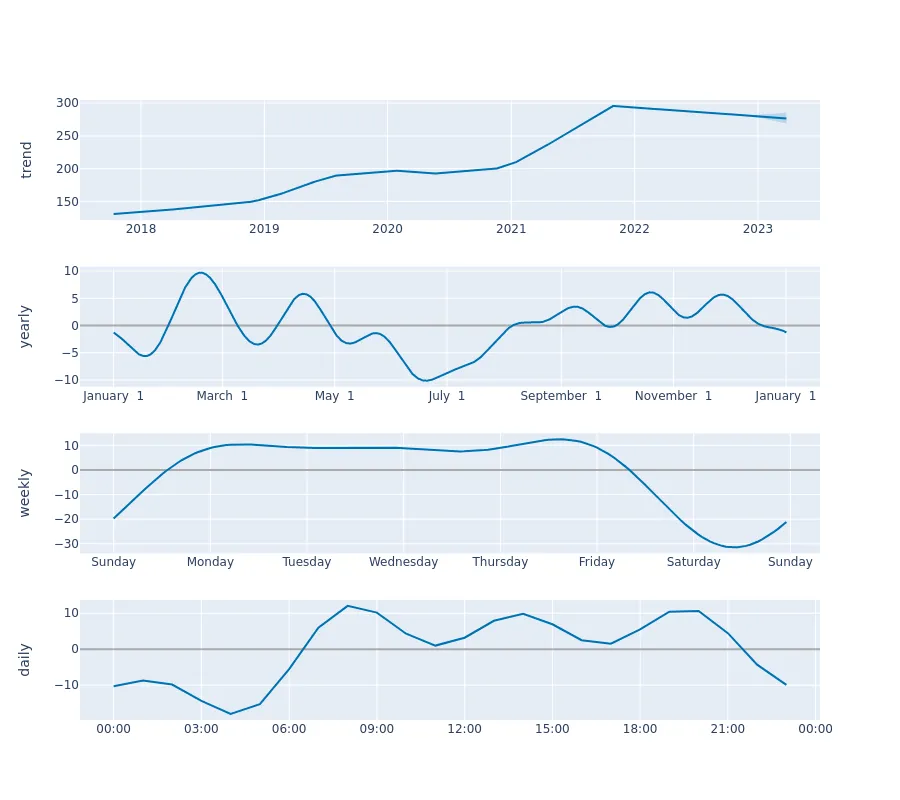 trend
300
250
200
150
2018 2019 2020 2021 2022 2023
yearly
10
5
0
−5
−10
January 1 March 1 May 1 July 1 September 1 November 1 January 1
weekly
10
0
−10
−20
−30
Sunday Monday Tuesday Wednesday Thursday Friday Saturday Sunday
daily
10
0
−10
00:00 03:00 06:00 09:00 12:00 15:00 18:00 21:00 00:00